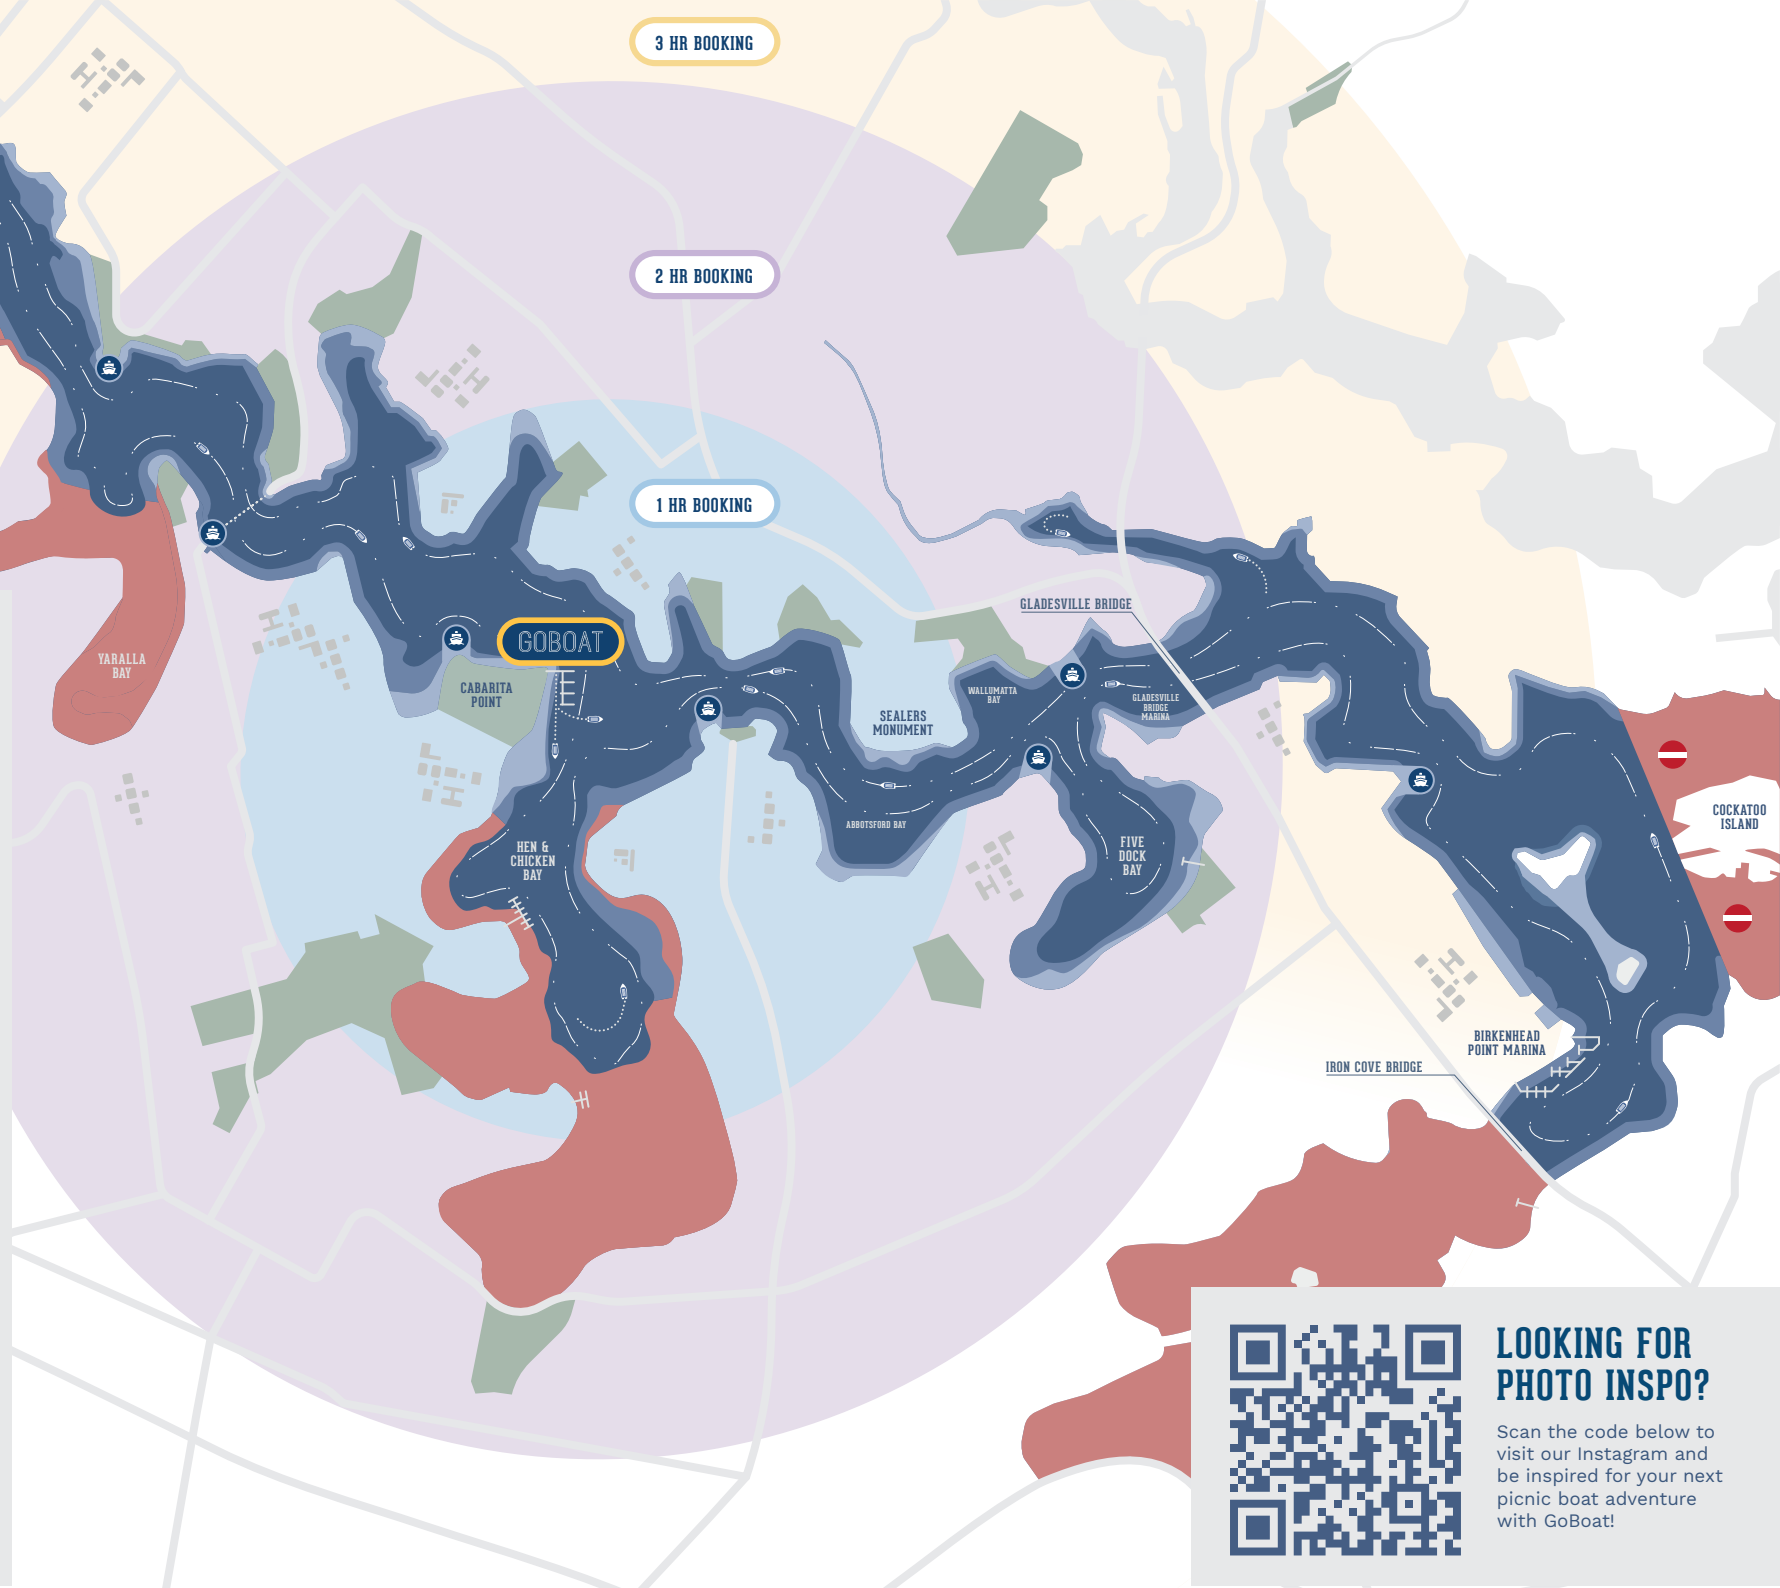 3 HR BOOKING
2 HR BOOKING
1 HR BOOKING
GLADESVILLE BRIDGE
GOBOAT
YARALLA
BAY
CABARITA
POINT
WALLUMATTA
BAY
GLADESVILLE
BRIDGE
MARINA
SEALERS
MONUMENT
COCKATOO
ISLAND
ABBOTSFORD BAY
HEN &
CHICKEN
BAY
FIVE
DOCK
BAY
BIRKENHEAD
POINT MARINA
IRON COVE BRIDGE
LOOKING FOR
PHOTO INSPO?
Scan the code below to
visit our Instagram and
be inspired for your next
picnic boat adventure
with GoBoat!